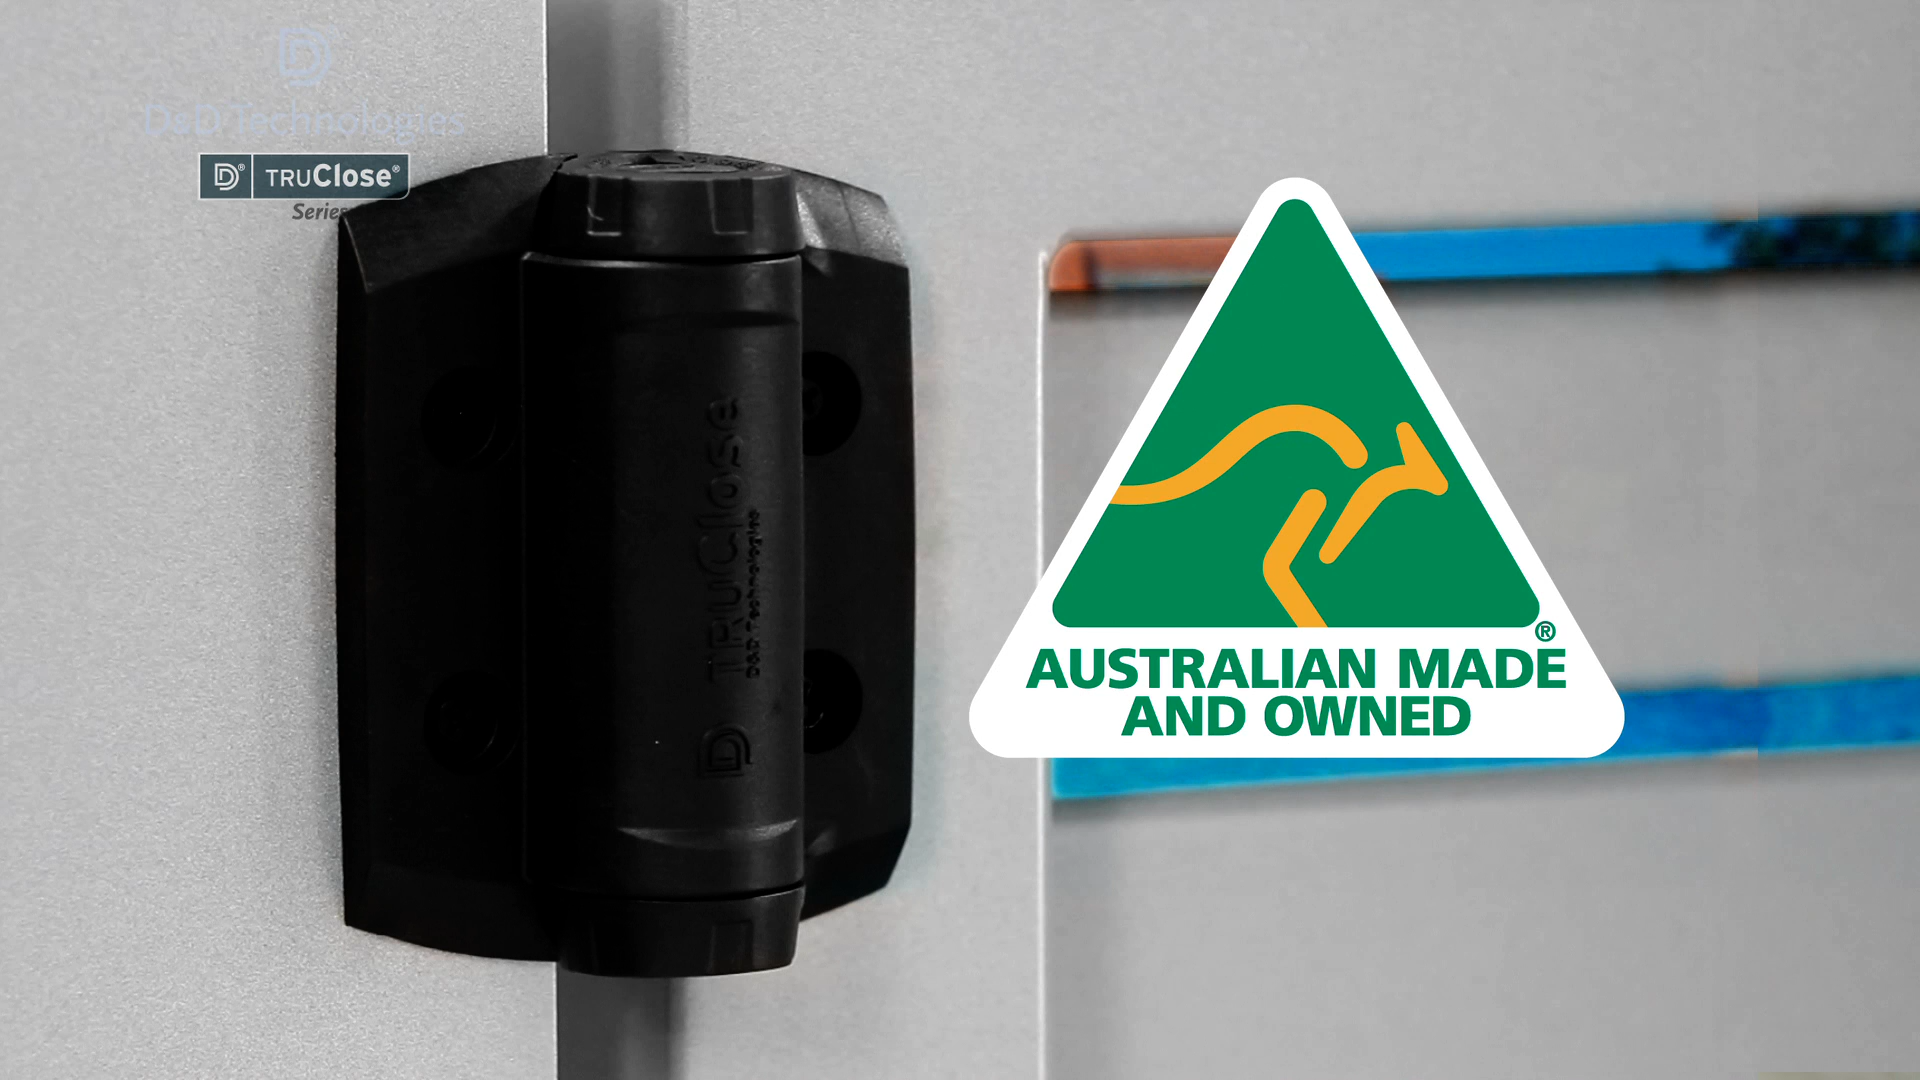 D&D Technologies
D® TRUClose®
Series
TRUClose
D&D Technologies
AUSTRALIAN MADE
AND OWNED
®